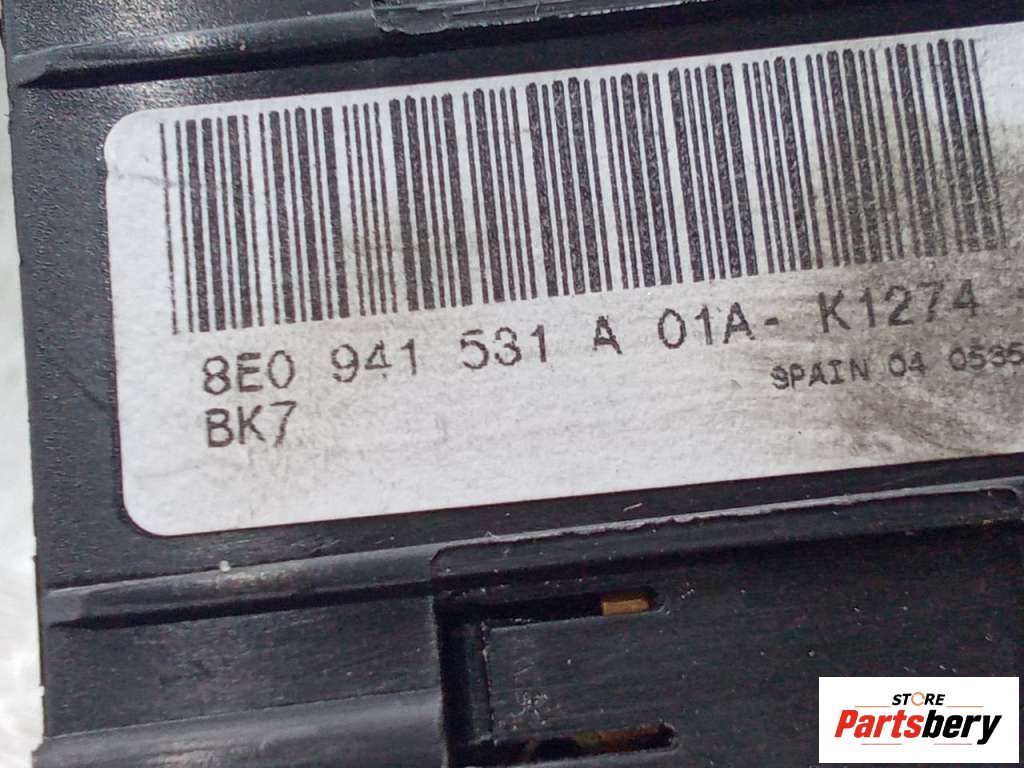 8E0 941 531 A 01A- K1274
SPAIN 04 0535
BK7
STORE
Partsbery